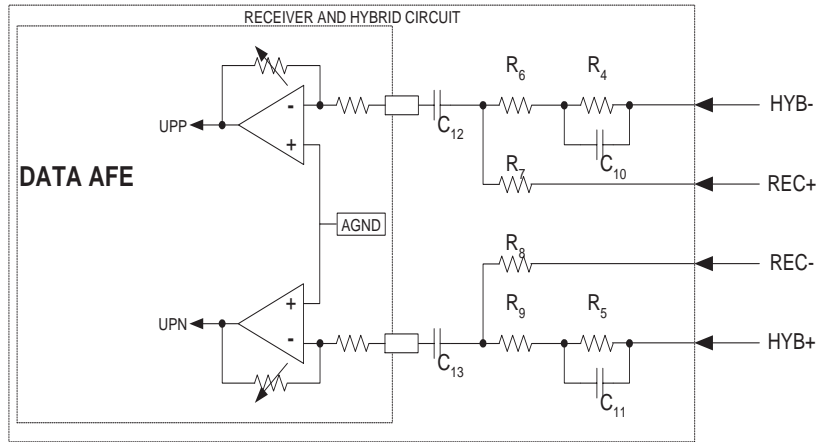 RECEIVER AND HYBRID CIRCUIT
R6 R4
-
UPP
+
C12
C10
HYB-
DATA AFE
R7
REC+
AGND
R8
REC-
+
UPN
-
R9 R5
HYB+
C13
C11